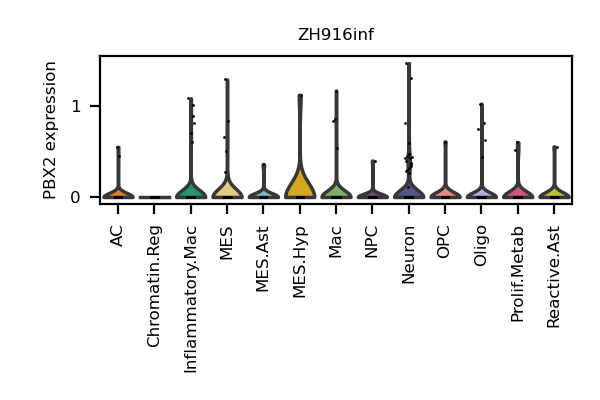 ZH916inf
PBX2 expression
1
0
AC
Chromatin.Reg
Inflammatory.Mac
MES
MES.Ast
MES.Hyp
Mac
NPC
Neuron
OPC
Oligo
Prolif.Metab
Reactive.Ast